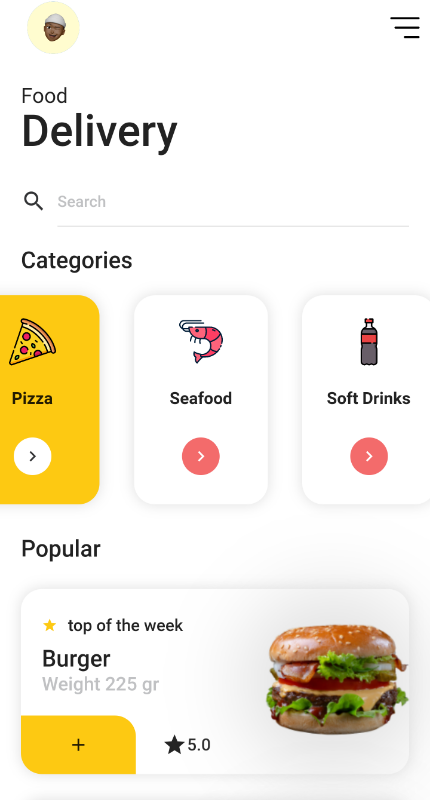 Food
Delivery
Search
Categories
Pizza
Seafood
Soft Drinks
Popular
top of the week
Burger
Weight 225 gr
+
5.0